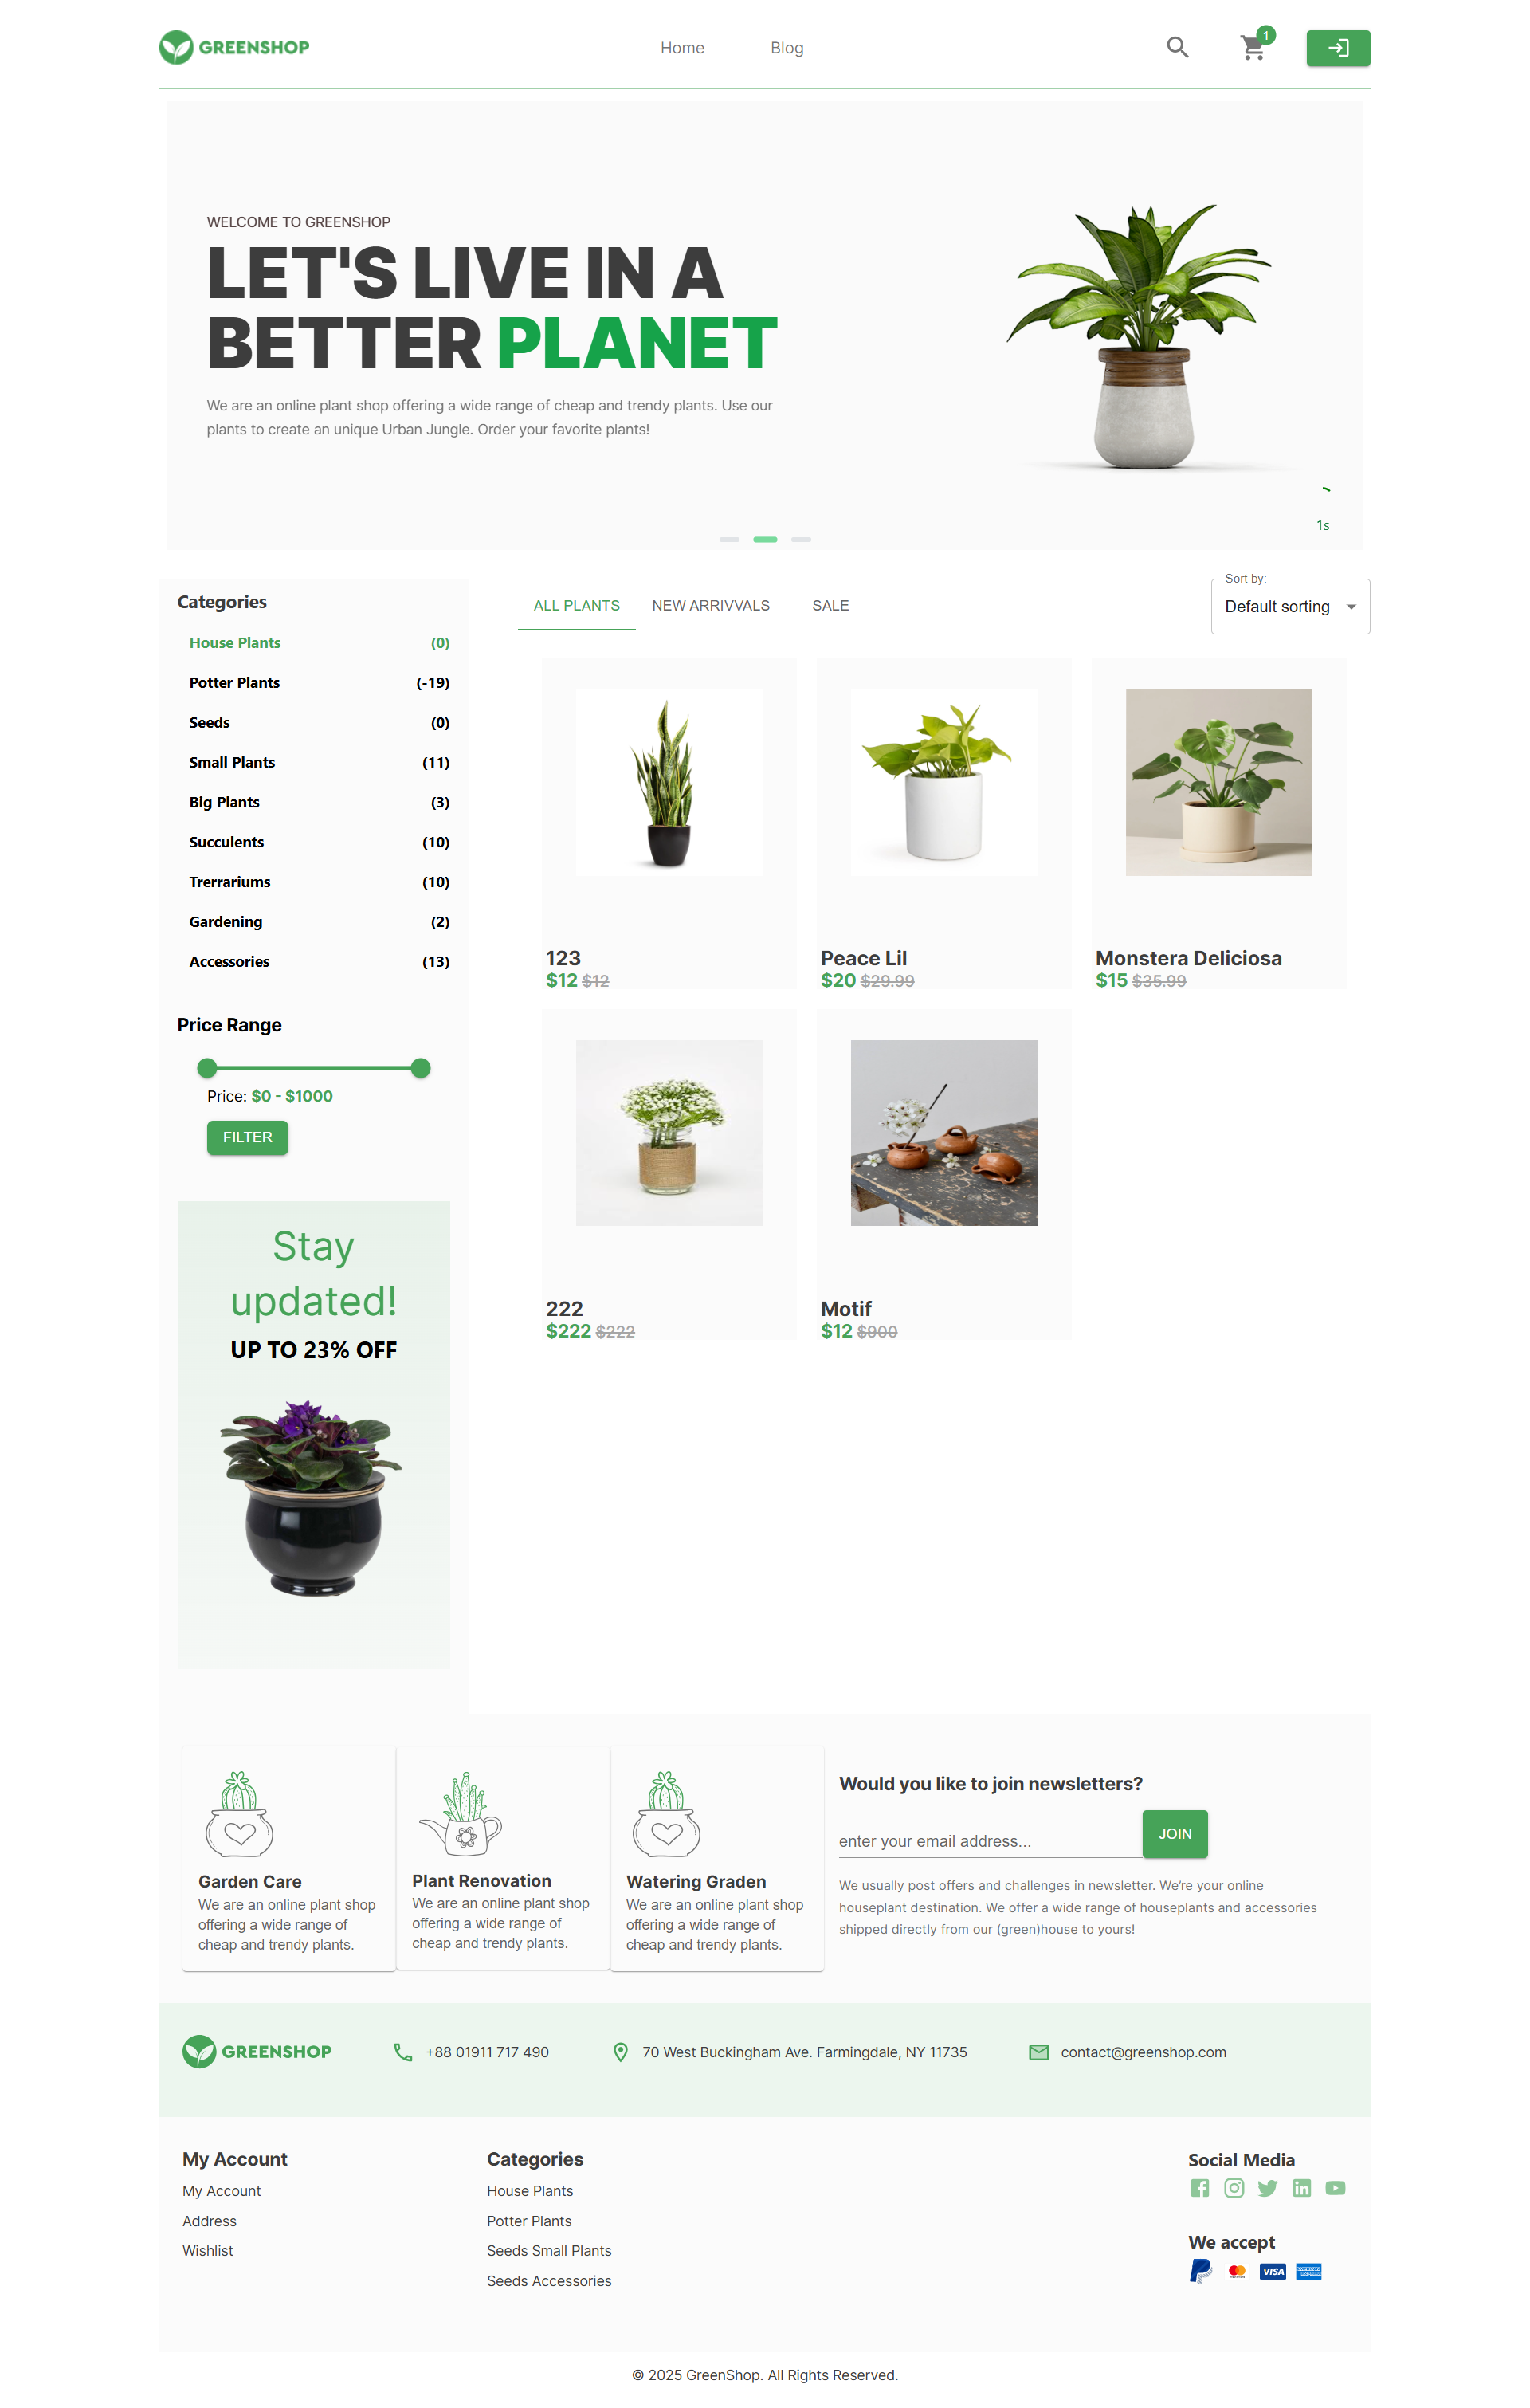 GREENSHOP
Home
Blog
1
WELCOME TO GREENSHOP
LET'S LIVE IN A
BETTER PLANET
We are an online plant shop offering a wide range of cheap and trendy plants. Use our
plants to create an unique Urban Jungle. Order your favorite plants!
1s
Categories
House Plants (0)
Potter Plants (-19)
Seeds (0)
Small Plants (11)
Big Plants (3)
Succulents (10)
Trerrariums (10)
Gardening (2)
Accessories (13)
Price Range
Price: $0 - $1000
FILTER
Stay
updated!
UP TO 23% OFF
ALL PLANTS
NEW ARRIVVALS
SALE
Sort by:
Default sorting
123
$12 $12
Peace Lil
$20 $29.99
Monstera Deliciosa
$15 $35.99
222
$222 $222
Motif
$12 $900
Garden Care
We are an online plant shop
offering a wide range of
cheap and trendy plants.
Plant Renovation
We are an online plant shop
offering a wide range of
cheap and trendy plants.
Watering Graden
We are an online plant shop
offering a wide range of
cheap and trendy plants.
Would you like to join newsletters?
enter your email address...
JOIN
We usually post offers and challenges in newsletter. We're your online
houseplant destination. We offer a wide range of houseplants and accessories
shipped directly from our (green)house to yours!
GREENSHOP
+88 01911 717 490
70 West Buckingham Ave. Farmingdale, NY 11735
contact@greenshop.com
My Account
My Account
Address
Wishlist
Categories
House Plants
Potter Plants
Seeds Small Plants
Seeds Accessories
Social Media
We accept
VISA
© 2025 GreenShop. All Rights Reserved.